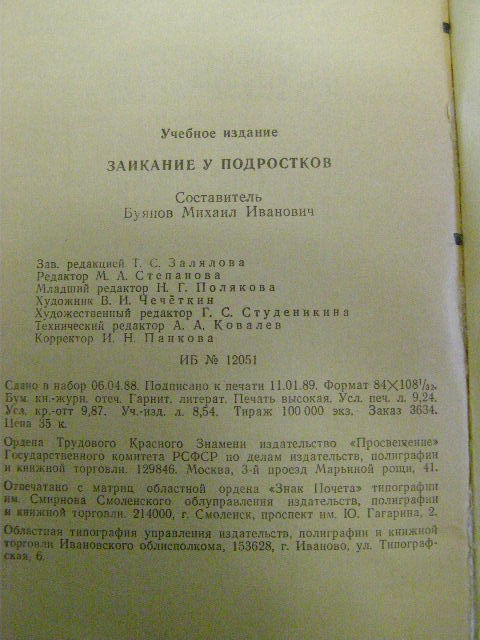 Учебное издание
ЗАИКАНИЕ У ПОДРОСТКОВ
Составитель
Буянов Михаил Иванович
Зав. редакцией Т. С. Залялова
Редактор М. А. Степанова
Младший редактор Н. Г. Полякова
Художник В. И. Чечёткин
Художественный редактор Г. С. Студеникина
Технический редактор А. А. Ковалев
Корректор И. Н. Панкова
ИБ № 12051
Сдано в набор 06.04.88. Подписано к печати 11.01.89. Формат 84×108 1/32.
Бум. кн.-журн. отеч. Гарнит. литерат. Печать высокая. Усл. печ. л. 9,24.
Усл. кр.-отт 9,87. Уч.-изд. л. 8,54. Тираж 100 000 экз. Заказ 3634.
Цена 35 к.
Ордена Трудового Красного Знамени издательство «Просвещение»
Государственного комитета РСФСР по делам издательств, полиграфии
и книжной торговли. 129846. Москва, 3-й проезд Марьиной рощи, 41.
Отпечатано с матриц областной ордена «Знак Почета» типографии
им. Смирнова Смоленского облуправления издательств, полиграфии
и книжной торговли. 214000, г. Смоленск, проспект им. Ю. Гагарина, 2.
Областная типография управления издательств, полиграфии и книжной
торговли Ивановского облисполкома, 153628, г. Иваново, ул. Типограф-
ская, 6.